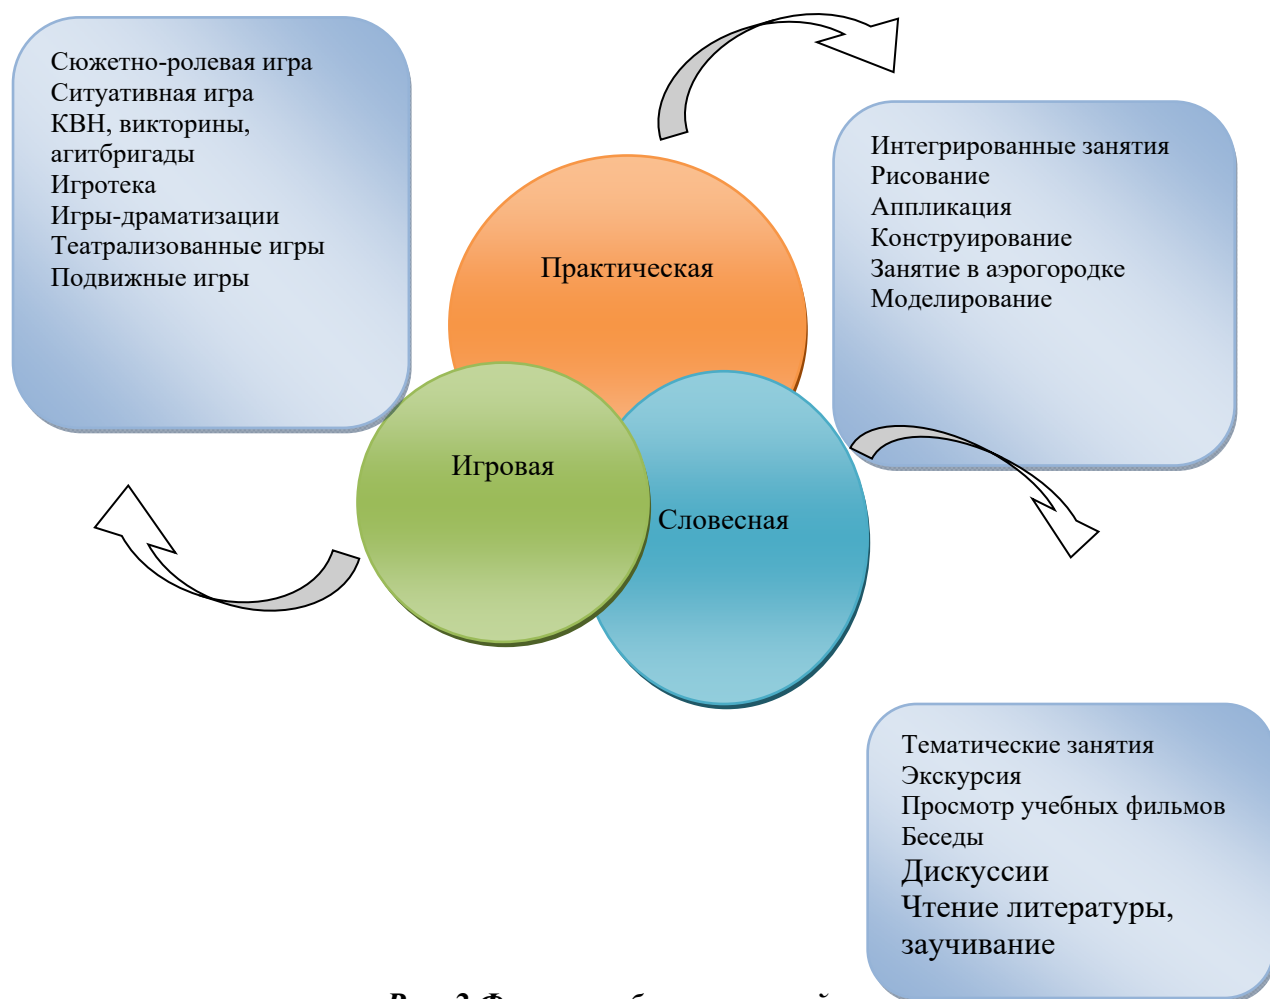 Сюжетно-ролевая игра
Ситуативная игра
КВН, викторины,
агитбригады
Игротека
Игры-драматизации
Театрализованные игры
Подвижные игры
Практическая
Интегрированные занятия
Рисование
Аппликация
Конструирование
Занятие в аэрогородке
Моделирование
Игровая
Словесная
Тематические занятия
Экскурсия
Просмотр учебных фильмов
Беседы
Дискуссии
Чтение литературы,
заучивание